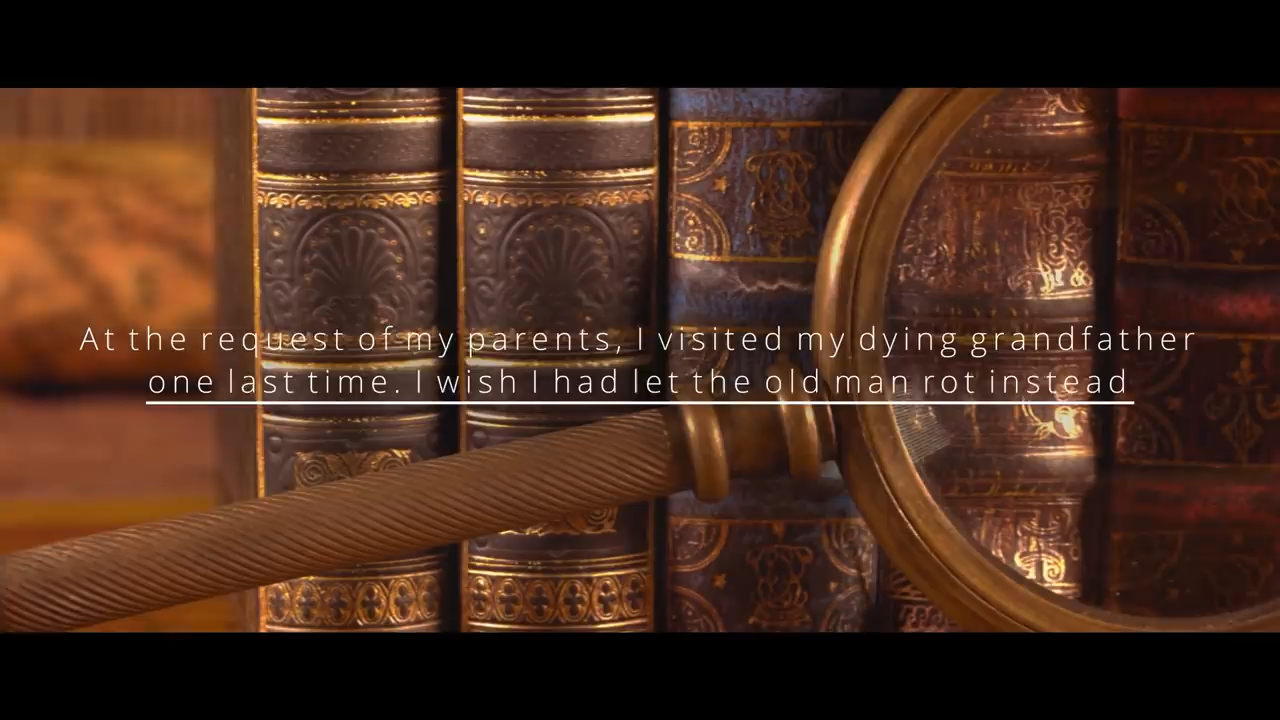 At the request of my parents, I visited my dying grandfather
one last time. I wish I had let the old man rot instead